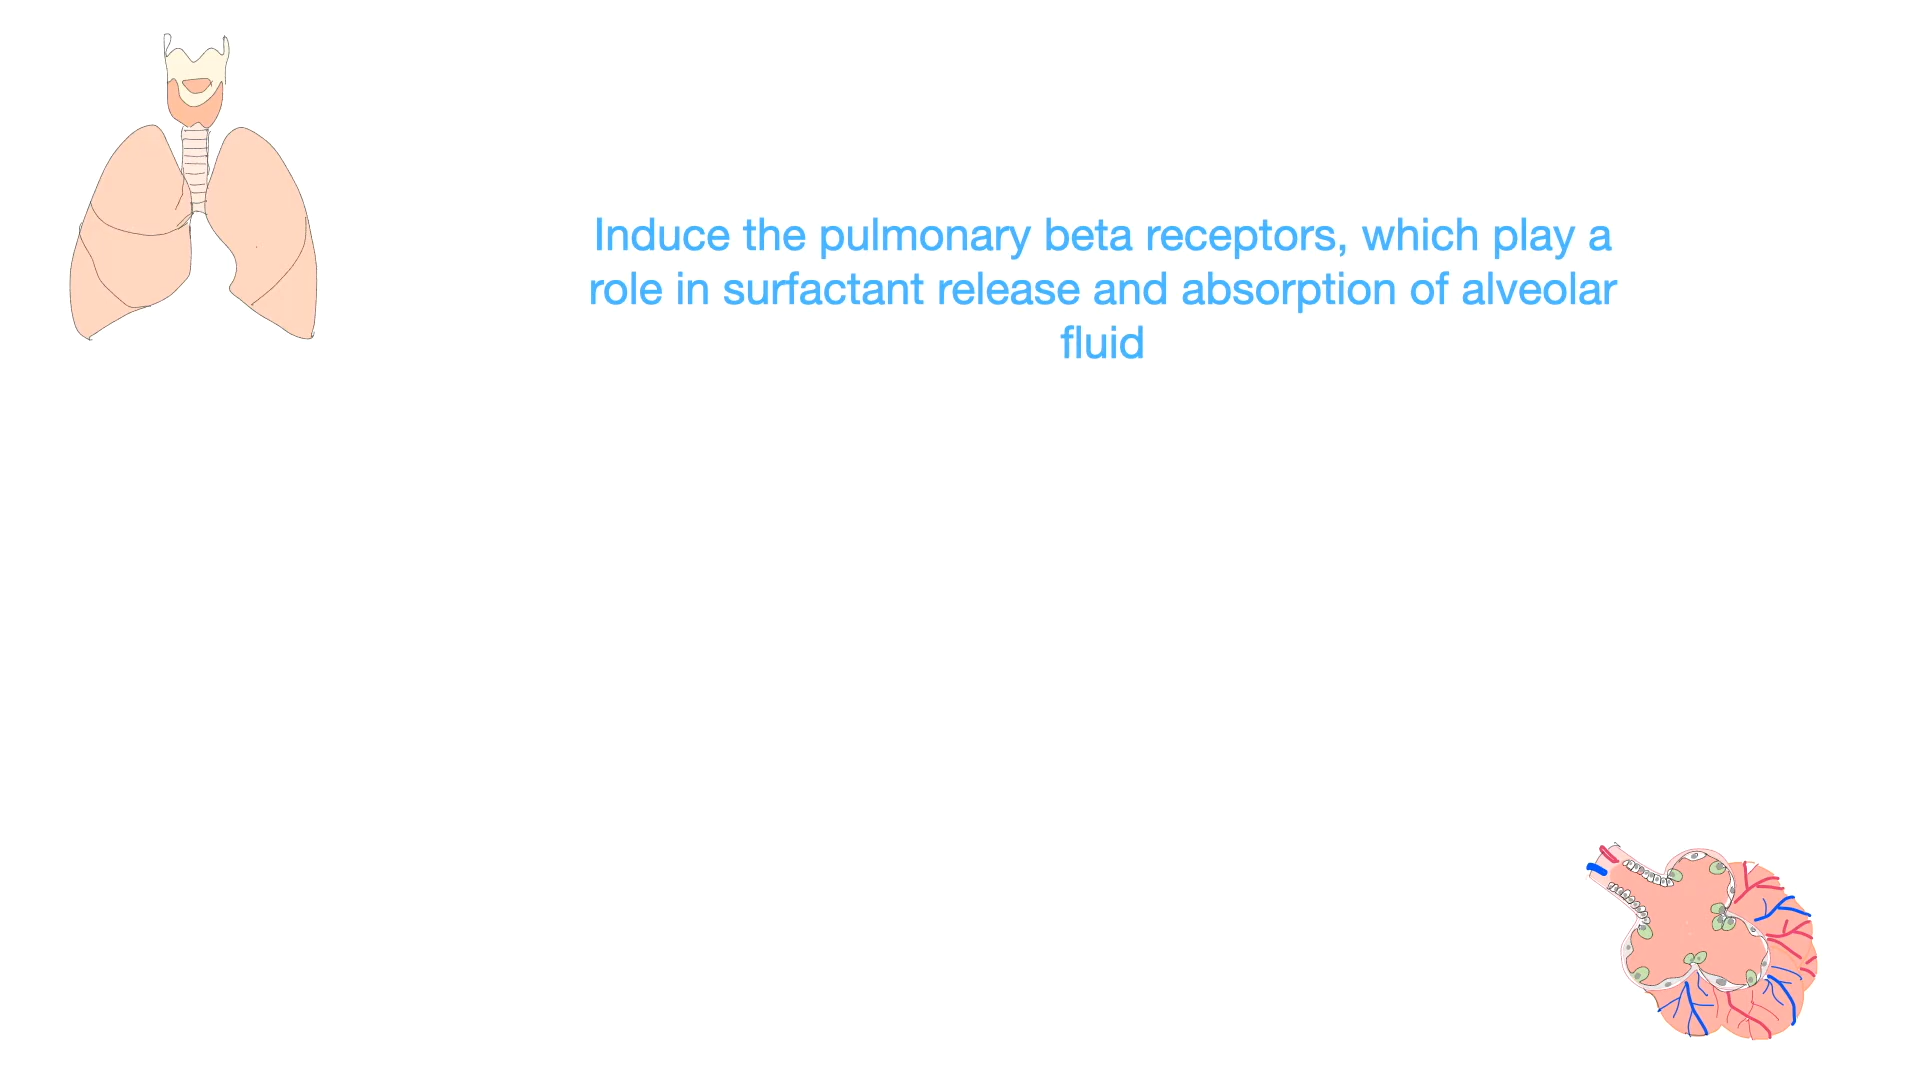 Induce the pulmonary beta receptors, which play a
role in surfactant release and absorption of alveolar
fluid